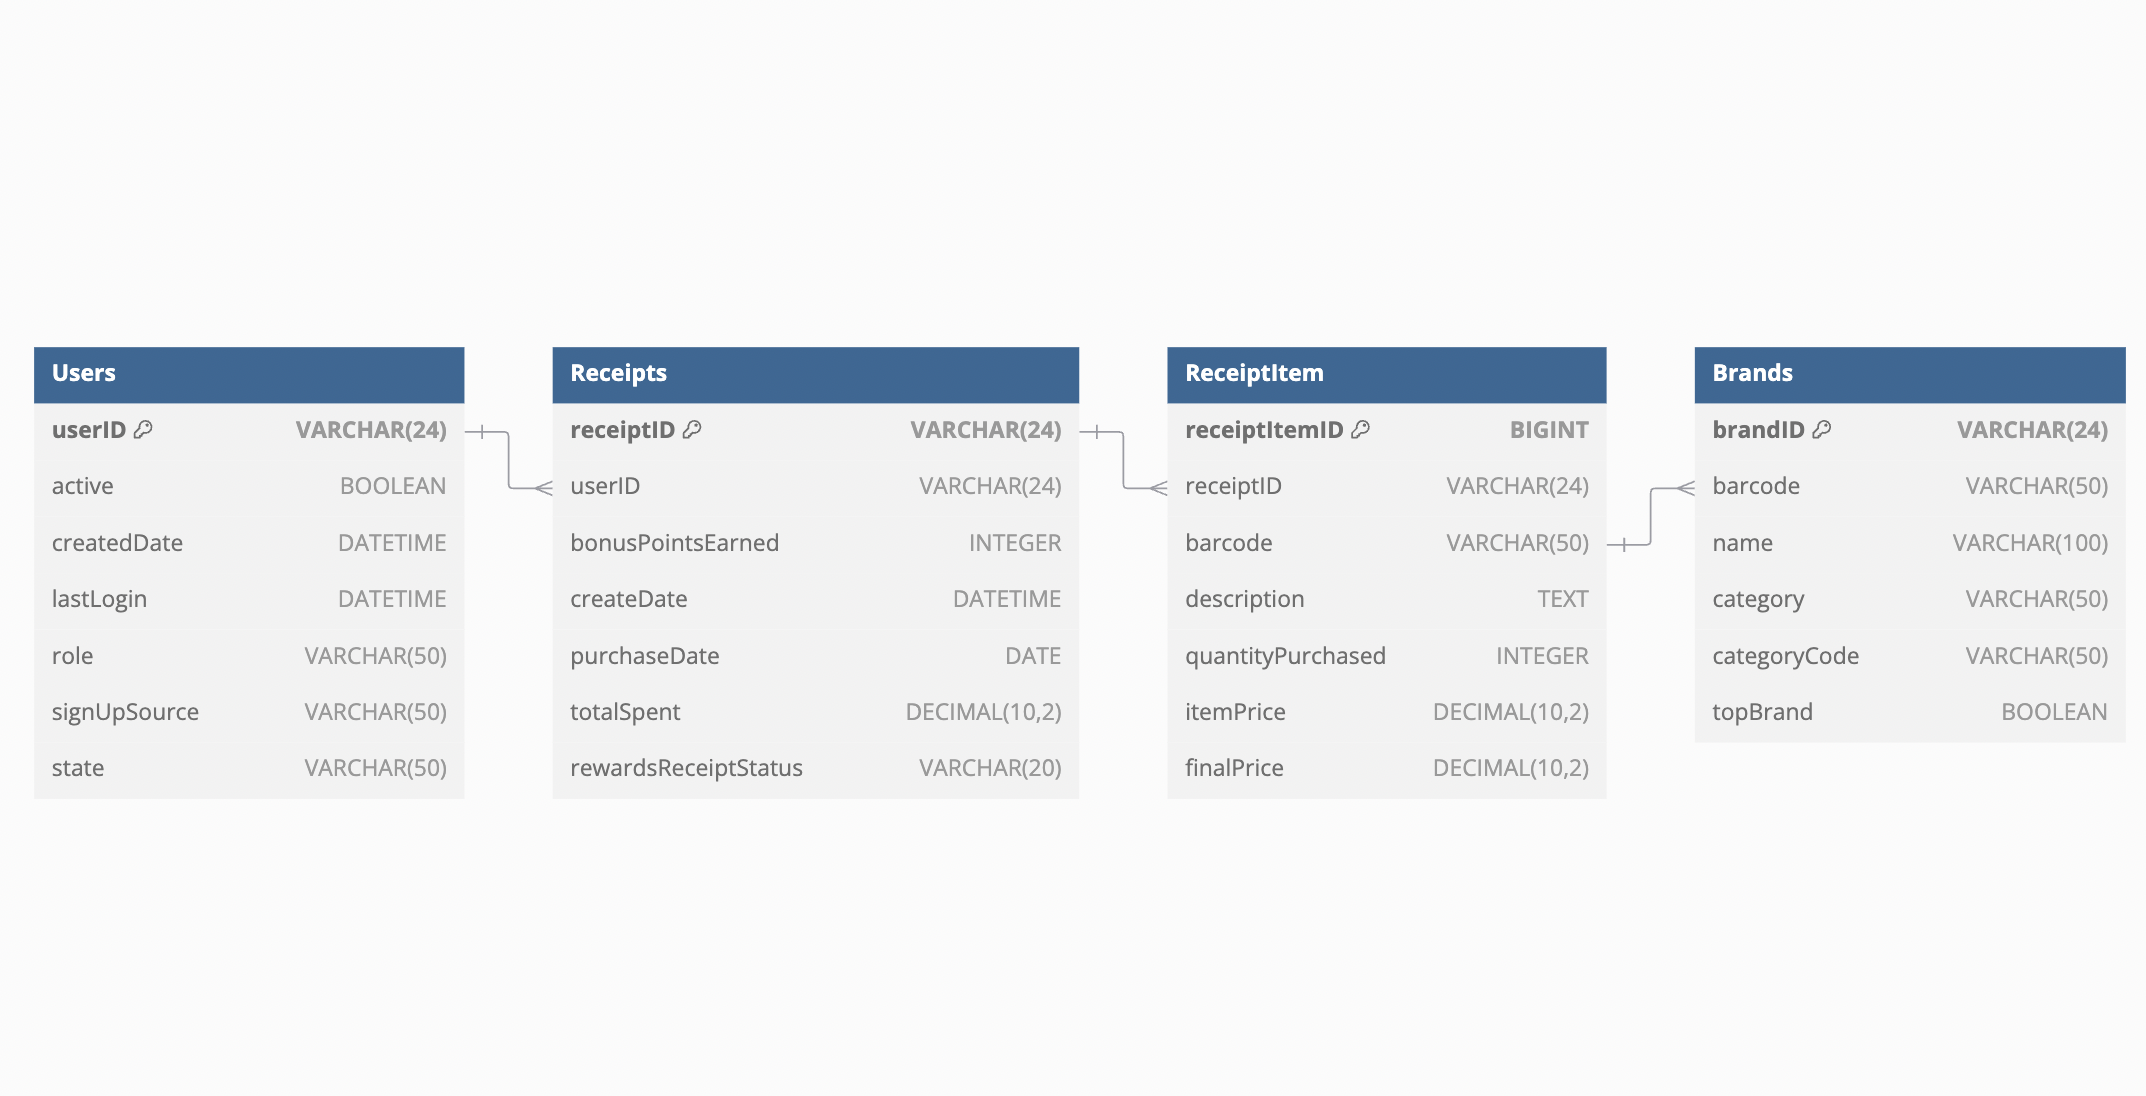 Users
userID VARCHAR(24)
active BOOLEAN
createdDate DATETIME
lastLogin DATETIME
role VARCHAR(50)
signUpSource VARCHAR(50)
state VARCHAR(50)
Receipts
receiptID VARCHAR(24)
userID VARCHAR(24)
bonusPointsEarned INTEGER
createDate DATETIME
purchaseDate DATE
totalSpent DECIMAL(10,2)
rewardsReceiptStatus VARCHAR(20)
ReceiptItem
receiptItemID BIGINT
receiptID VARCHAR(24)
barcode VARCHAR(50)
description TEXT
quantityPurchased INTEGER
itemPrice DECIMAL(10,2)
finalPrice DECIMAL(10,2)
Brands
brandID VARCHAR(24)
barcode VARCHAR(50)
name VARCHAR(100)
category VARCHAR(50)
categoryCode VARCHAR(50)
topBrand BOOLEAN